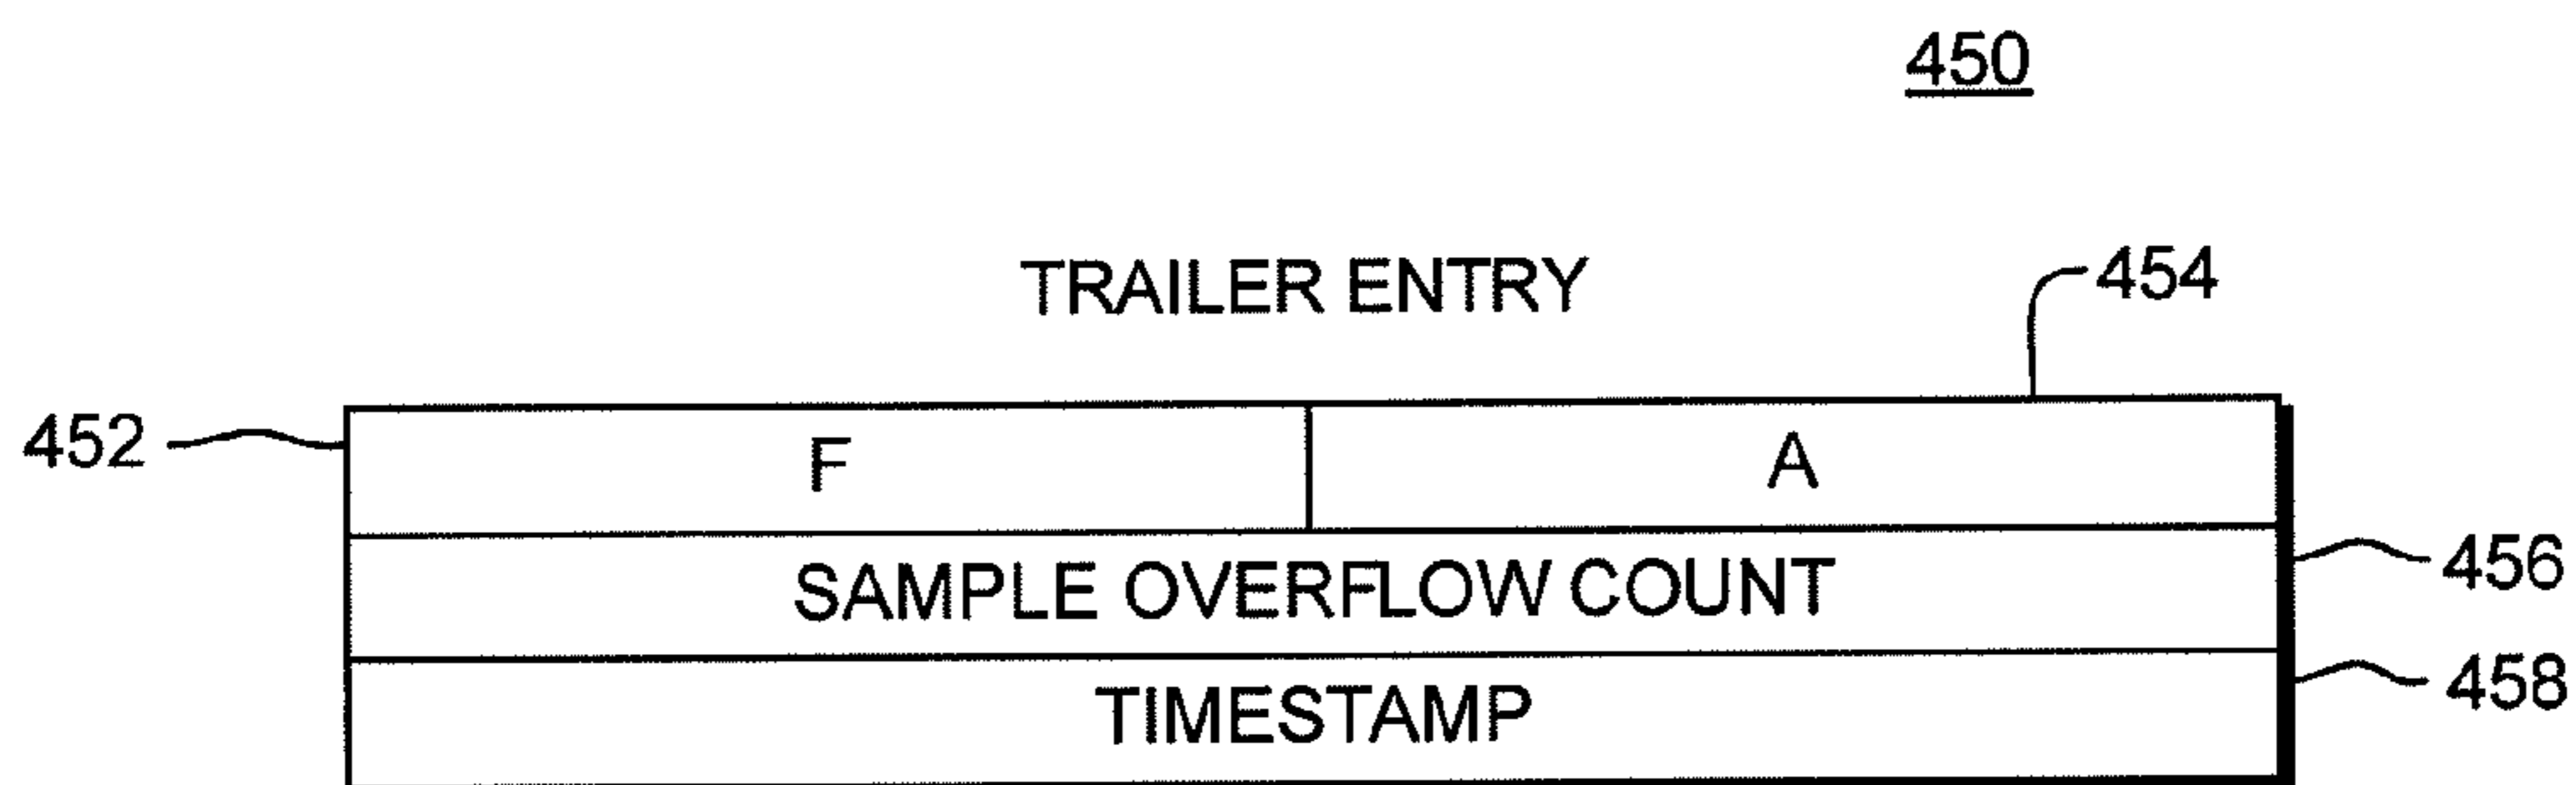 450
TRAILER ENTRY
454
452
F
A
SAMPLE OVERFLOW COUNT
456
TIMESTAMP
458